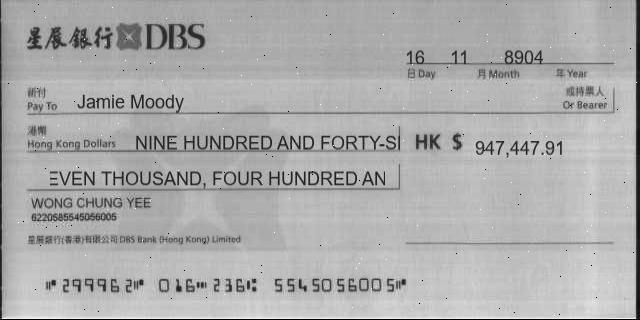 星展銀行 DBS
16 11 8904
日 Day 月 Month 年 Year
祈付
Pay To Jamie Moody 或持票人
Or Bearer
港幣
Hong Kong Dollars NINE HUNDRED AND FORTY-SI HK $ 947,447.91
EVEN THOUSAND, FOUR HUNDRED AN
WONG CHUNG YEE
6220585545056005
星展銀行(香港)有限公司 DBS Bank (Hong Kong) Limited
⑈299962⑈ 016⑉236⑆ 5545056005⑈